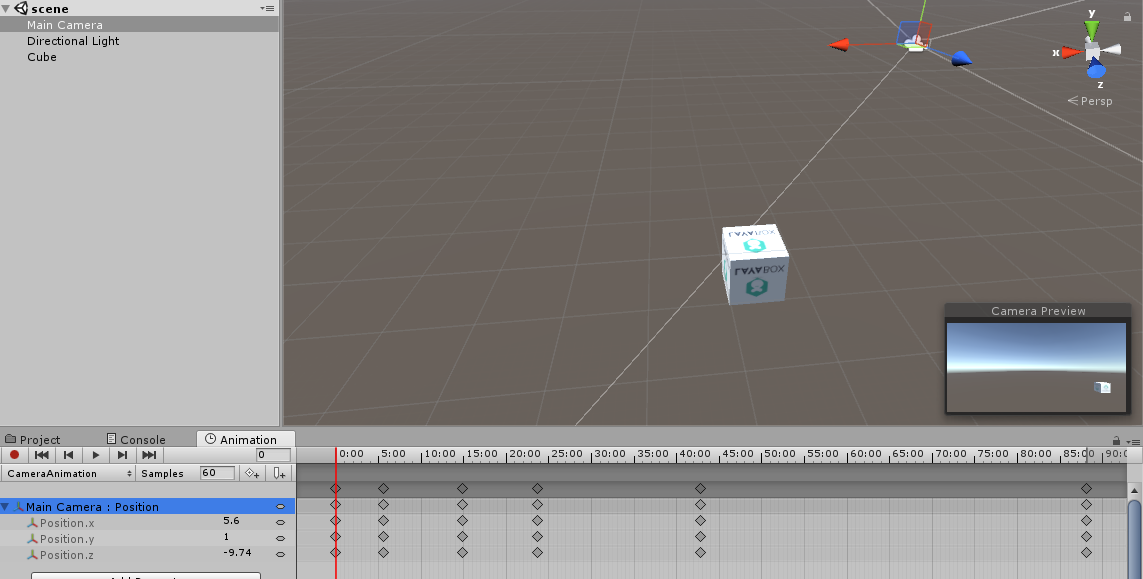 scene
Main Camera
Directional Light
Cube
y
x
z
Persp
LAYABOX
LAYABOX
Camera Preview
Project
Console
Animation
0
CameraAnimation
Samples
60
0:00
5:00
10:00
15:00
20:00
25:00
30:00
35:00
40:00
45:00
50:00
55:00
60:00
65:00
70:00
75:00
80:00
85:00
90:0
Main Camera : Position
Position.x
5.6
Position.y
1
Position.z
-9.74